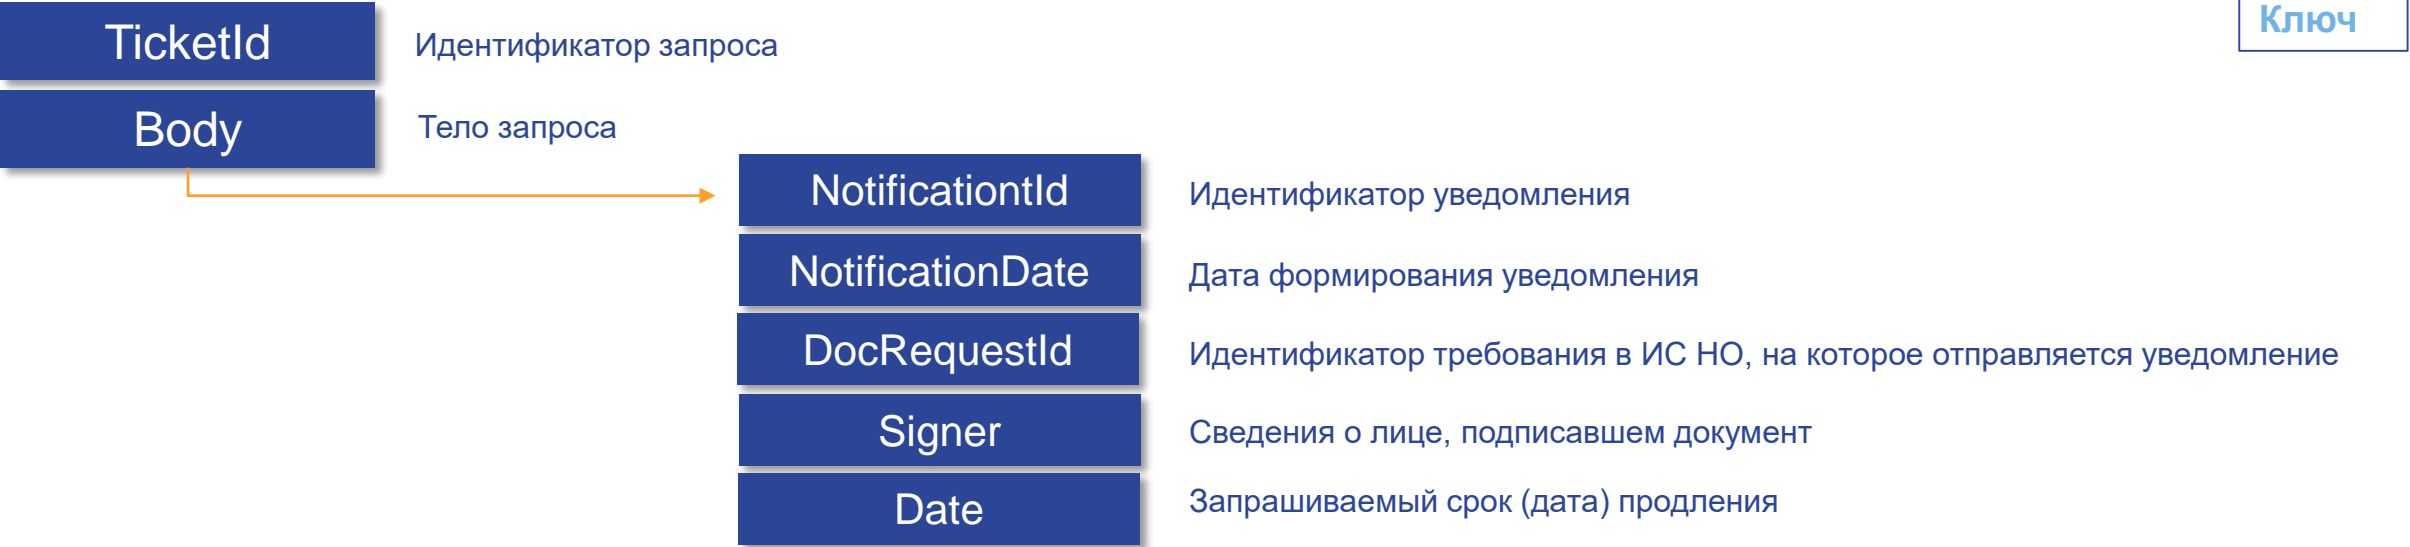 Ключ
TicketId Идентификатор запроса
Body Тело запроса
NotificationtId Идентификатор уведомления
NotificationDate Дата формирования уведомления
DocRequestId Идентификатор требования в ИС НО, на которое отправляется уведомление
Signer Сведения о лице, подписавшем документ
Date Запрашиваемый срок (дата) продления